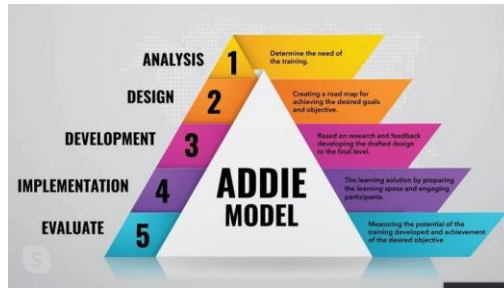 ANALYSIS
1
Determine the need of
the training.
DESIGN
2
Creating a road map for
achieving the desired goals
and objective.
DEVELOPMENT
3
Based on research and feedback
developing the drafted design
to the final level.
IMPLEMENTATION
4
The learning solution by preparing
the learning space and engaging
participants.
EVALUATE
5
Measuring the potential of the
training developed and achievement
of the desired objective
ADDIE
MODEL
S